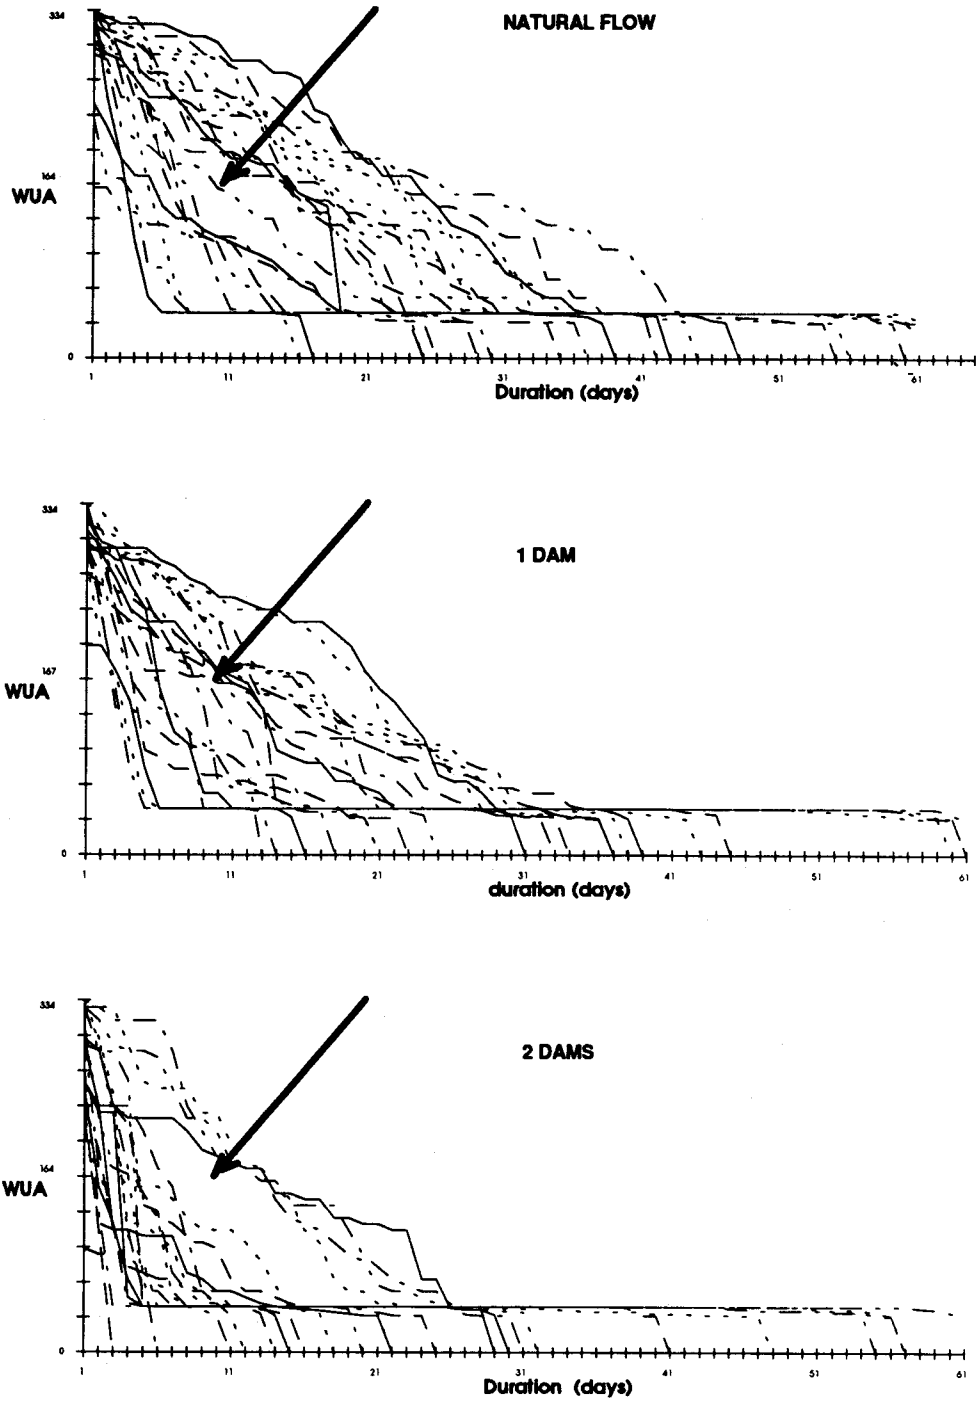 NATURAL FLOW
334
164
WUA
0
1 11 21 31 41 51 61
Duration (days)
1 DAM
334
167
WUA
0
1 11 21 31 41 51 61
duration (days)
2 DAMS
334
164
WUA
0
1 11 21 31 41 51 61
Duration (days)